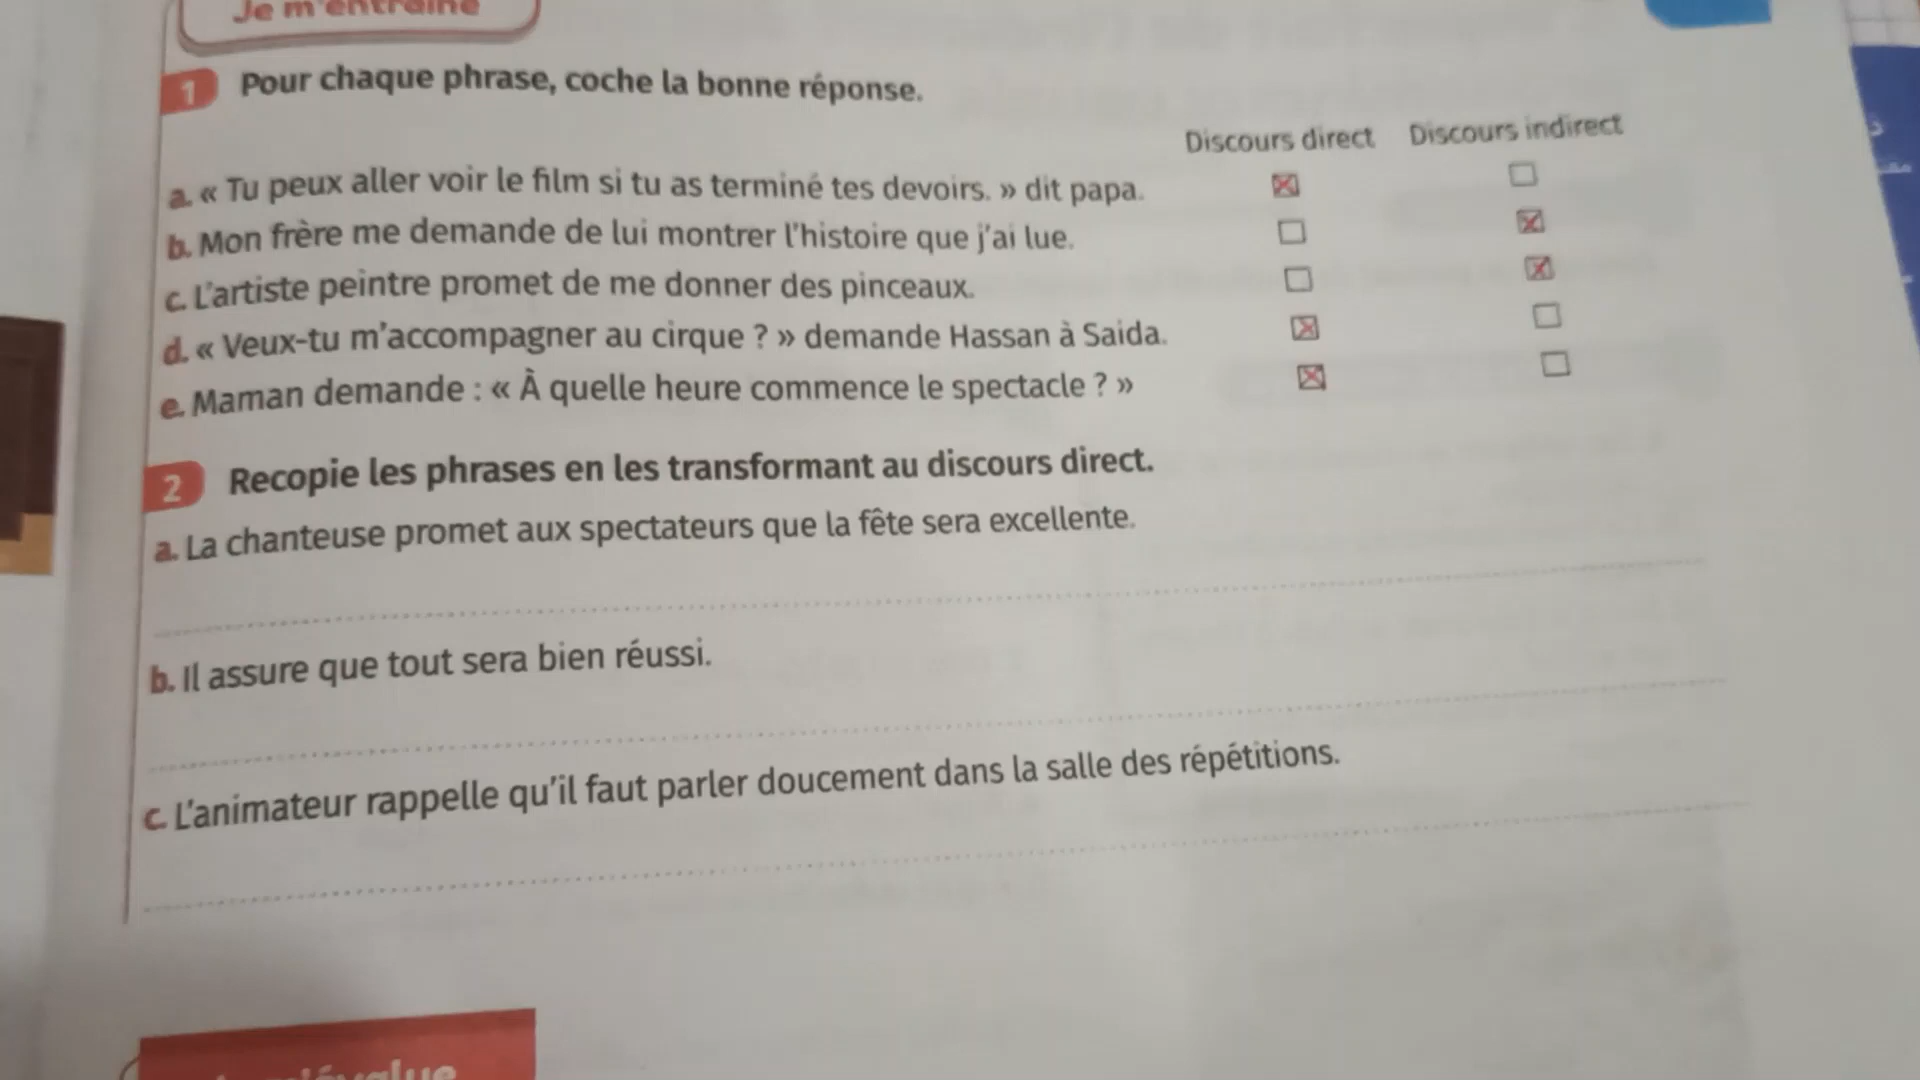 Je m'entraîne
1 Pour chaque phrase, coche la bonne réponse.
Discours direct Discours indirect
a. « Tu peux aller voir le film si tu as terminé tes devoirs. » dit papa.
b. Mon frère me demande de lui montrer l'histoire que j'ai lue.
c. L'artiste peintre promet de me donner des pinceaux.
d. « Veux-tu m'accompagner au cirque ? » demande Hassan à Saida.
e. Maman demande : « À quelle heure commence le spectacle ? »
2 Recopie les phrases en les transformant au discours direct.
a. La chanteuse promet aux spectateurs que la fête sera excellente.
b. Il assure que tout sera bien réussi.
c. L'animateur rappelle qu'il faut parler doucement dans la salle des répétitions.